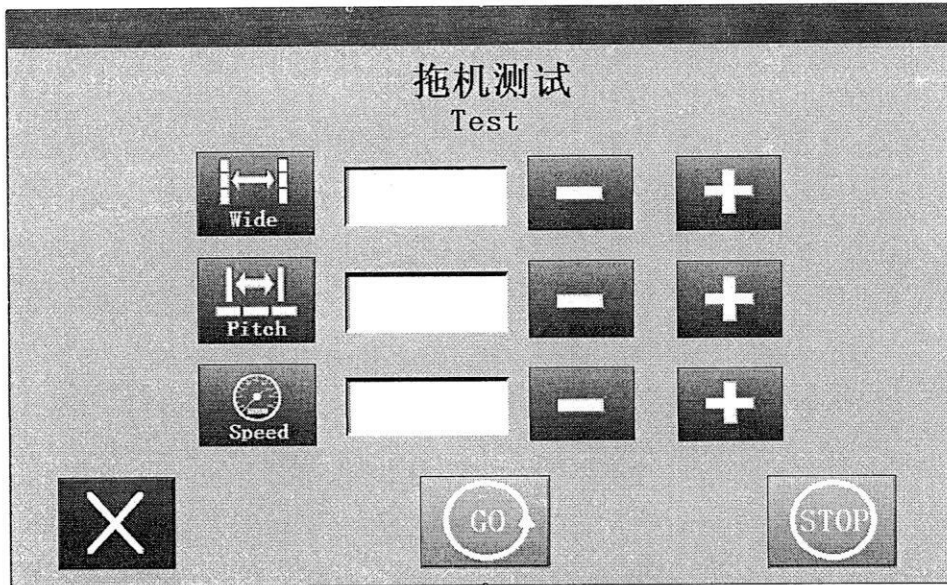 拖机测试
Test
Wide
Pitch
Speed
GO
STOP